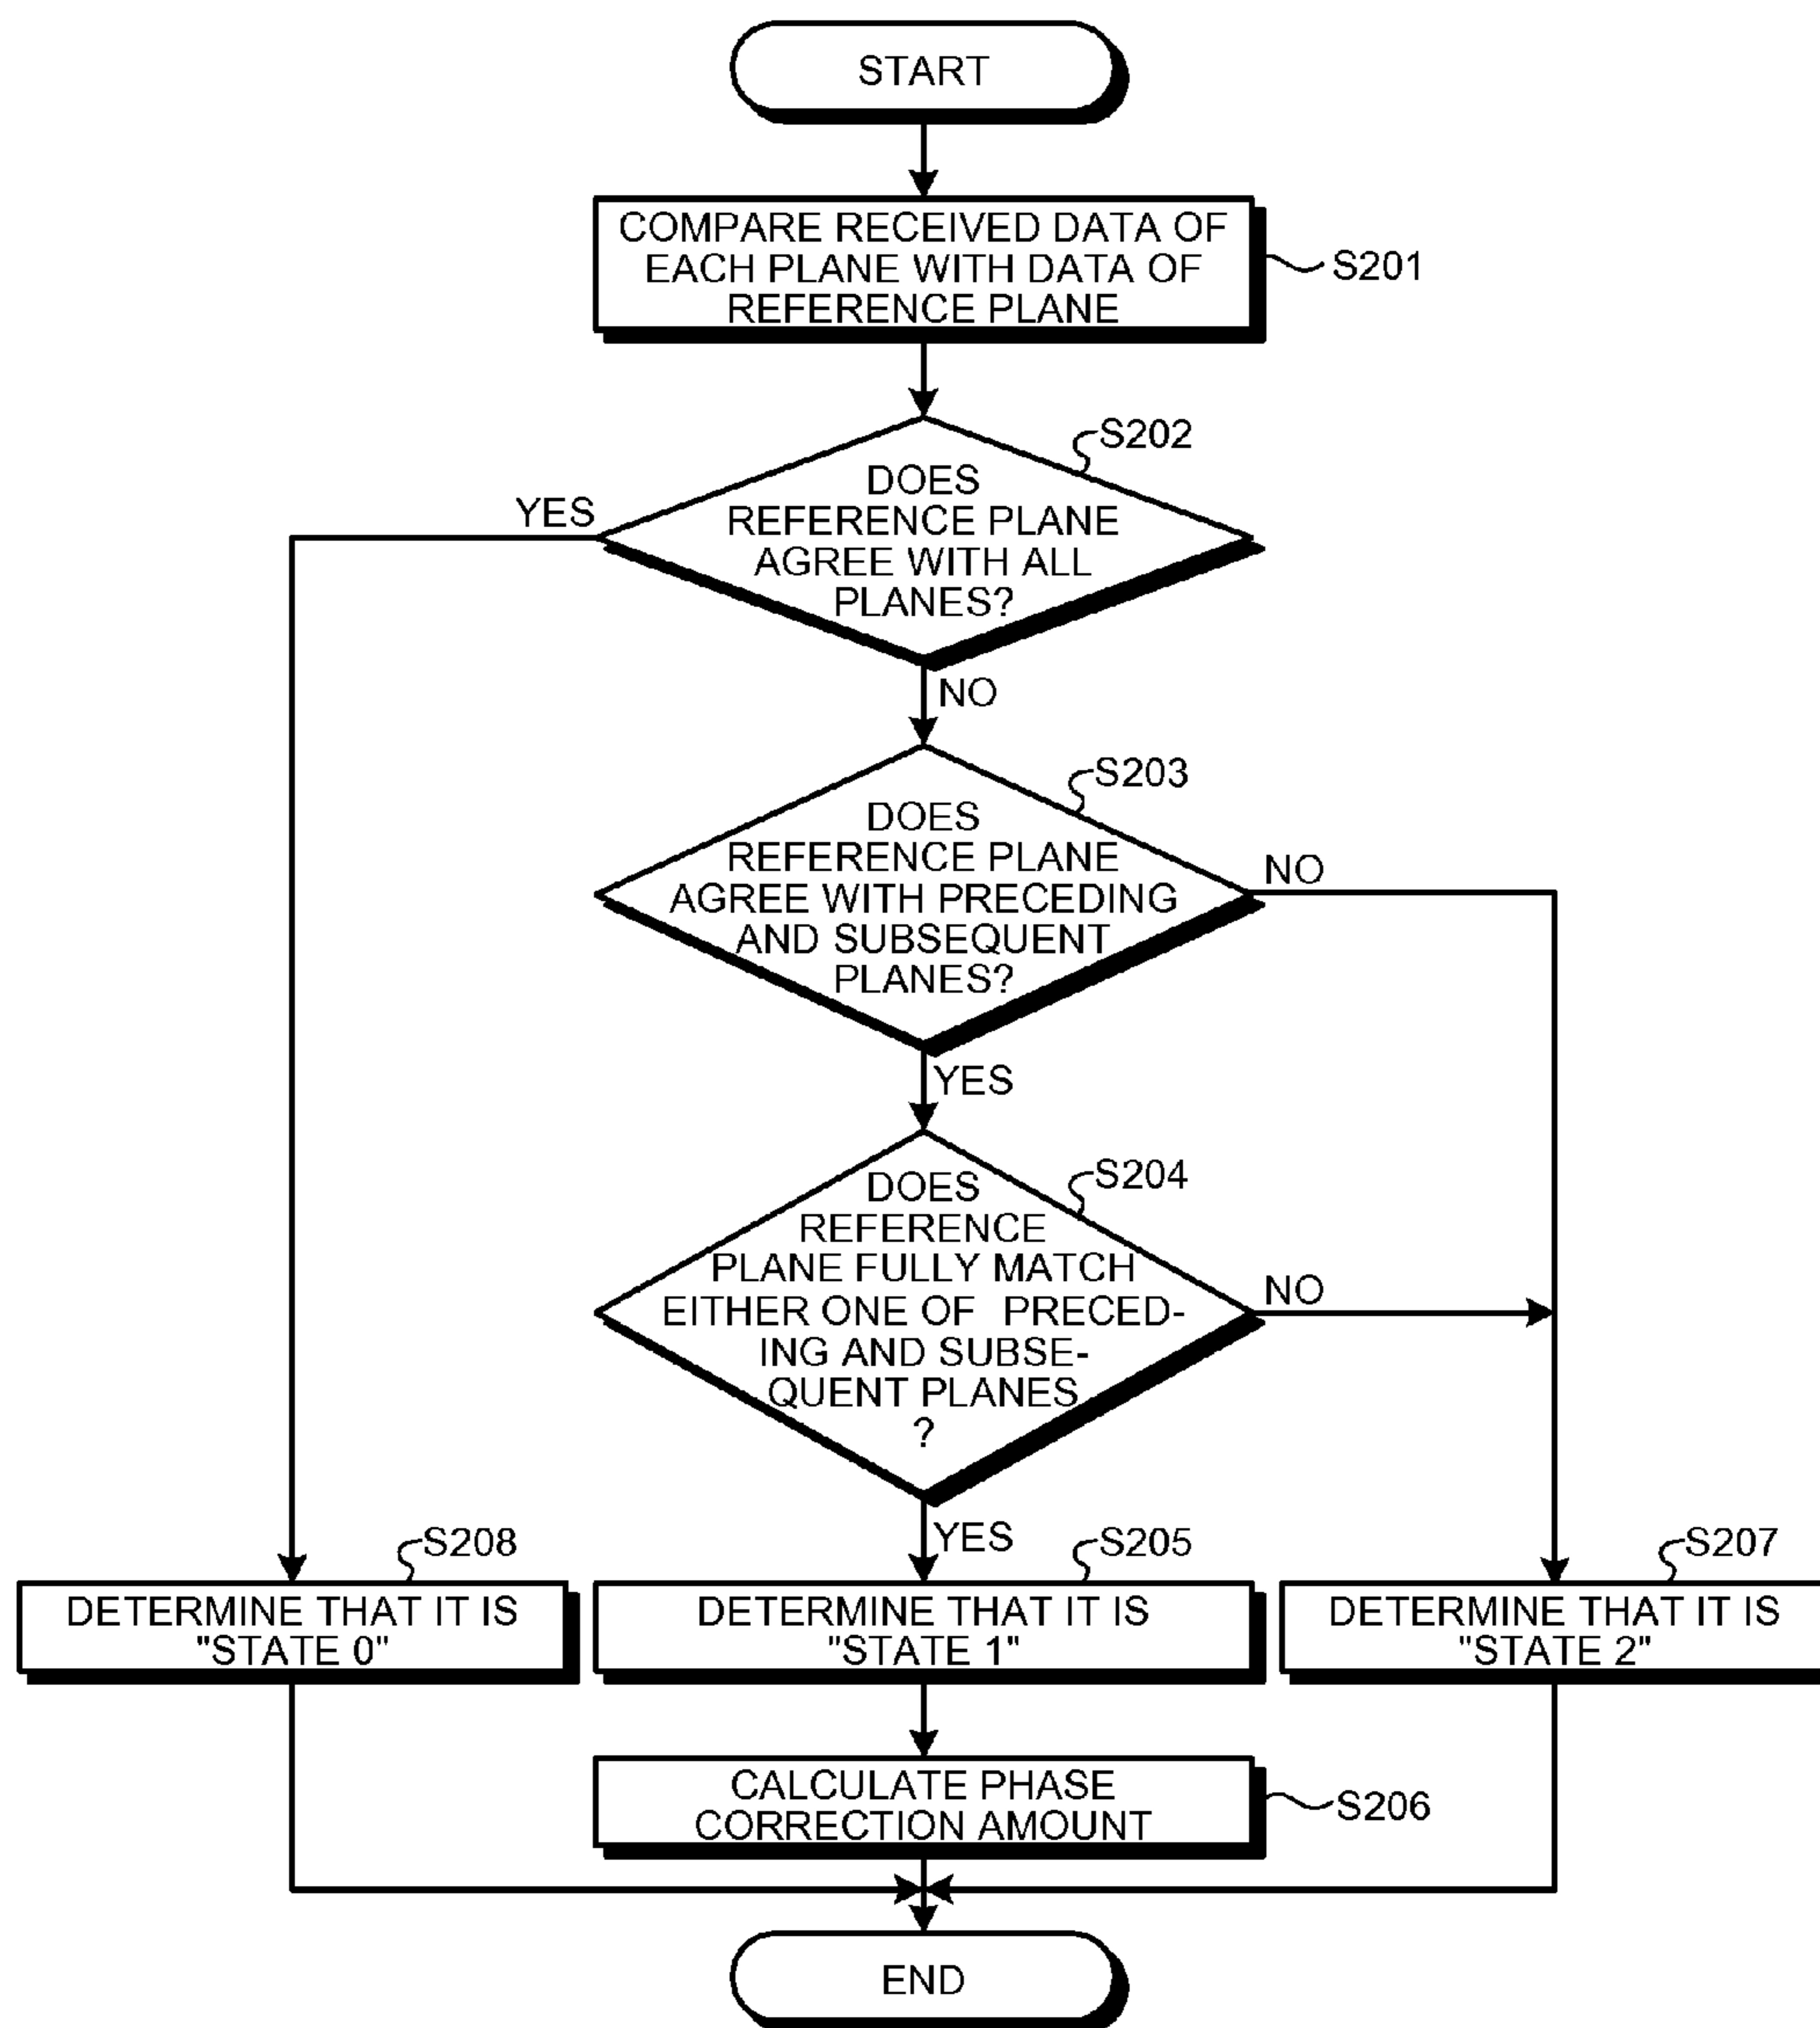 START
COMPARE RECEIVED DATA OF
EACH PLANE WITH DATA OF
REFERENCE PLANE
S201
S202
DOES
REFERENCE PLANE
AGREE WITH ALL
PLANES?
YES
NO
S203
DOES
REFERENCE PLANE
AGREE WITH PRECEDING
AND SUBSEQUENT
PLANES?
NO
YES
S204
DOES
REFERENCE
PLANE FULLY MATCH
EITHER ONE OF PRECED-
ING AND SUBSE-
QUENT PLANES
?
NO
YES
S208
DETERMINE THAT IT IS
"STATE 0"
S205
DETERMINE THAT IT IS
"STATE 1"
S207
DETERMINE THAT IT IS
"STATE 2"
CALCULATE PHASE
CORRECTION AMOUNT
S206
END